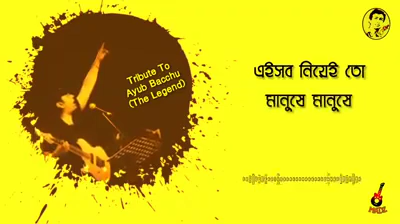 Tribute To
Ayub Bacchu
(The Legend)
এইসব নিয়েই তো
মানুষে মানুষে